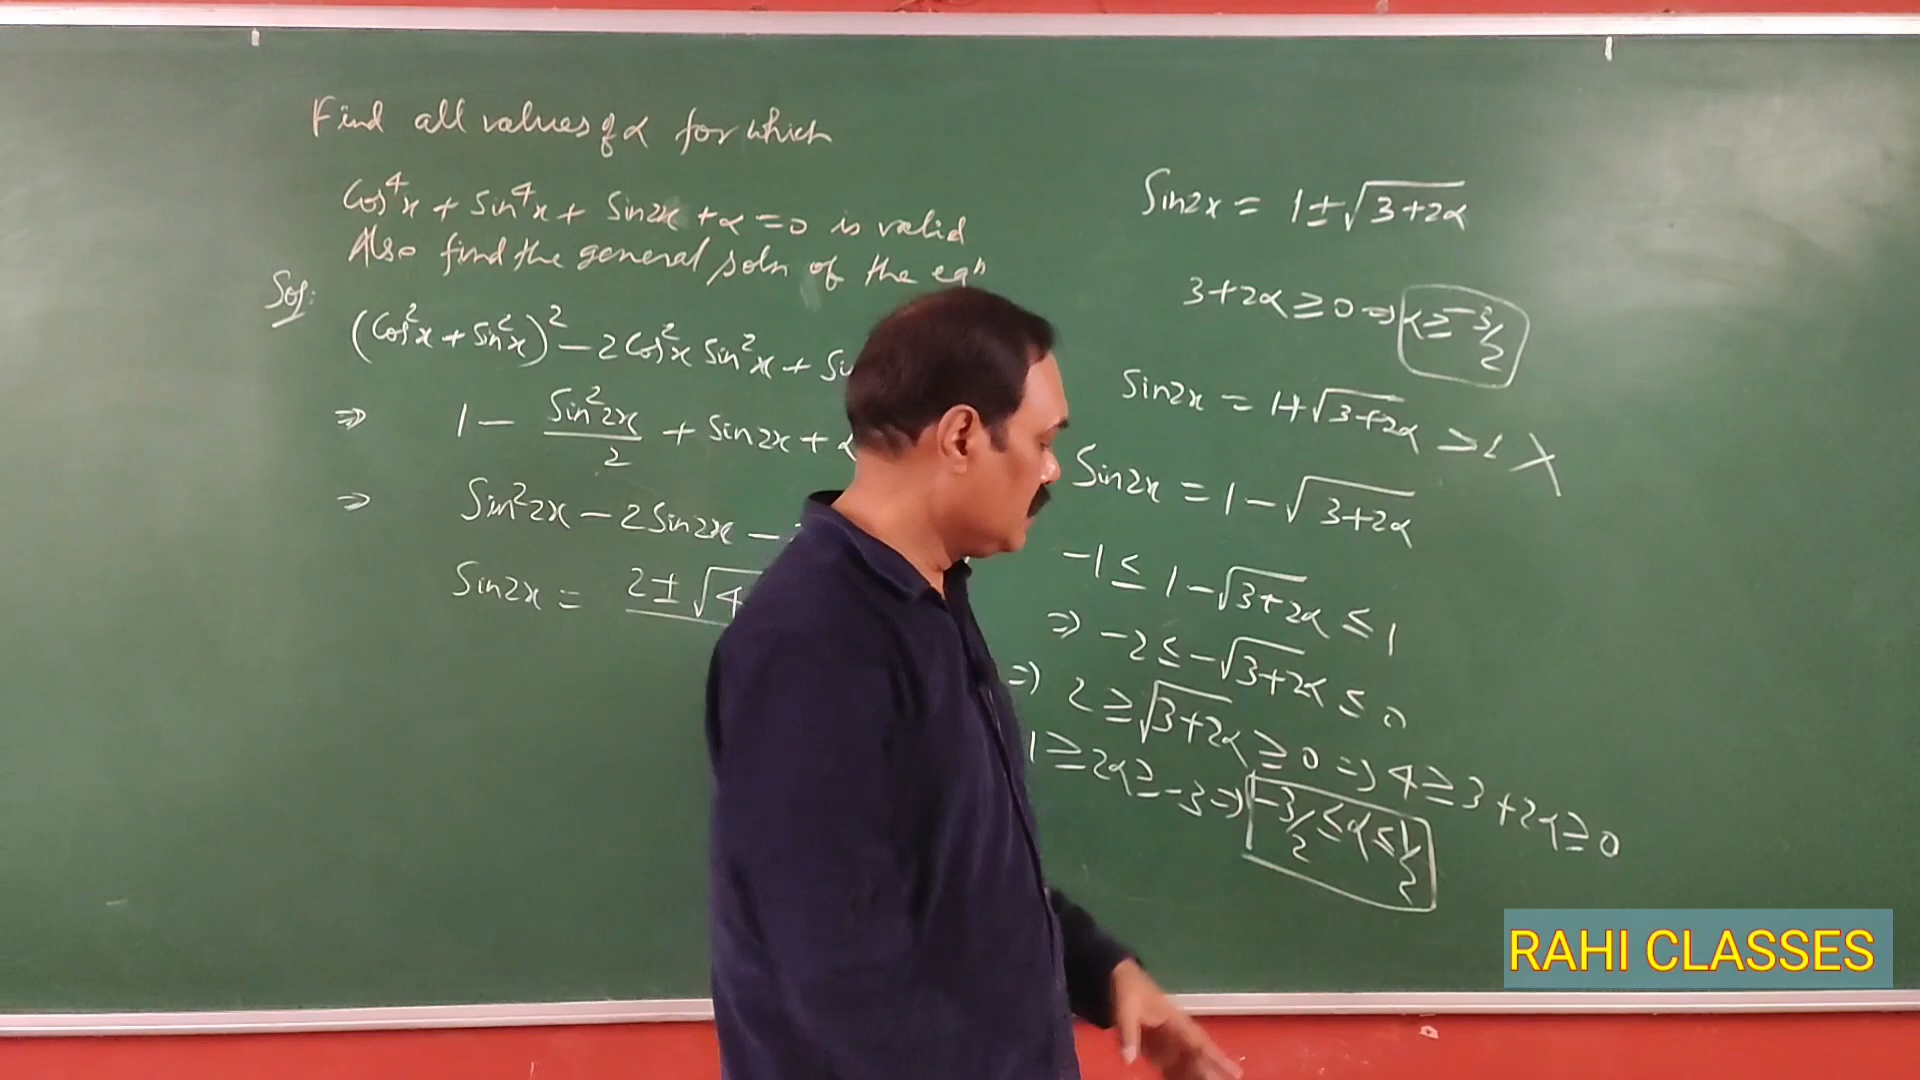 Find all values of α for which
Cos⁴x + Sin⁴x + Sin2x + α = 0 is valid
Also find the general soln of the eqⁿ
Sol:
(Cos²x + Sin²x)² − 2Cos²x Sin²x + Si
⇒ 1 − Sin²2x/2 + Sin2x + α
⇒ Sin²2x − 2Sin2x −
Sin2x = 2 ± √4
Sin2x = 1 ± √3+2α
3+2α ≥ 0 ⇒ α ≥ −3/2
Sin2x = 1+√3+2α > 1 X
Sin2x = 1 − √3+2α
−1 ≤ 1 − √3+2α ≤ 1
⇒ −2 ≤ −√3+2α ≤ 0
⇒ 2 ≥ √3+2α ≥ 0 ⇒ 4 ≥ 3+2α ≥ 0
1 ≥ 2α ≥ −3 ⇒ −3/2 ≤ α ≤ 1/2
RAHI CLASSES